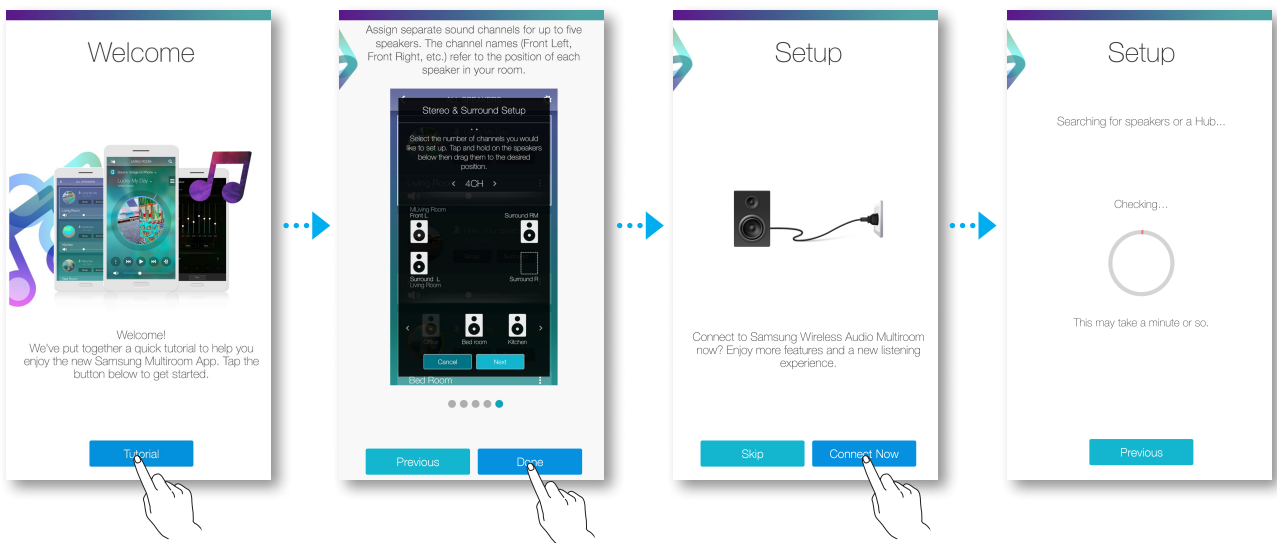 Welcome
Welcome!
We've put together a quick tutorial to help you
enjoy the new Samsung Multiroom App. Tap the
button below to get started.
Tutorial
Assign separate sound channels for up to five
speakers. The channel names (Front Left,
Front Right, etc.) refer to the position of each
speaker in your room.
Stereo & Surround Setup
Select the number of channels you would
like to set up. Tap and hold on the speakers
below then drag them to the desired
position.
< 4CH >
MLiving Room
Front L
Surround RM
Surround L
Living Room
Surround R
Office
Bed room
Kitchen
Cancel
Next
Bed Room
Previous
Done
Setup
Connect to Samsung Wireless Audio Multiroom
now? Enjoy more features and a new listening
experience.
Skip
Connect Now
Setup
Searching for speakers or a Hub...
Checking...
This may take a minute or so.
Previous